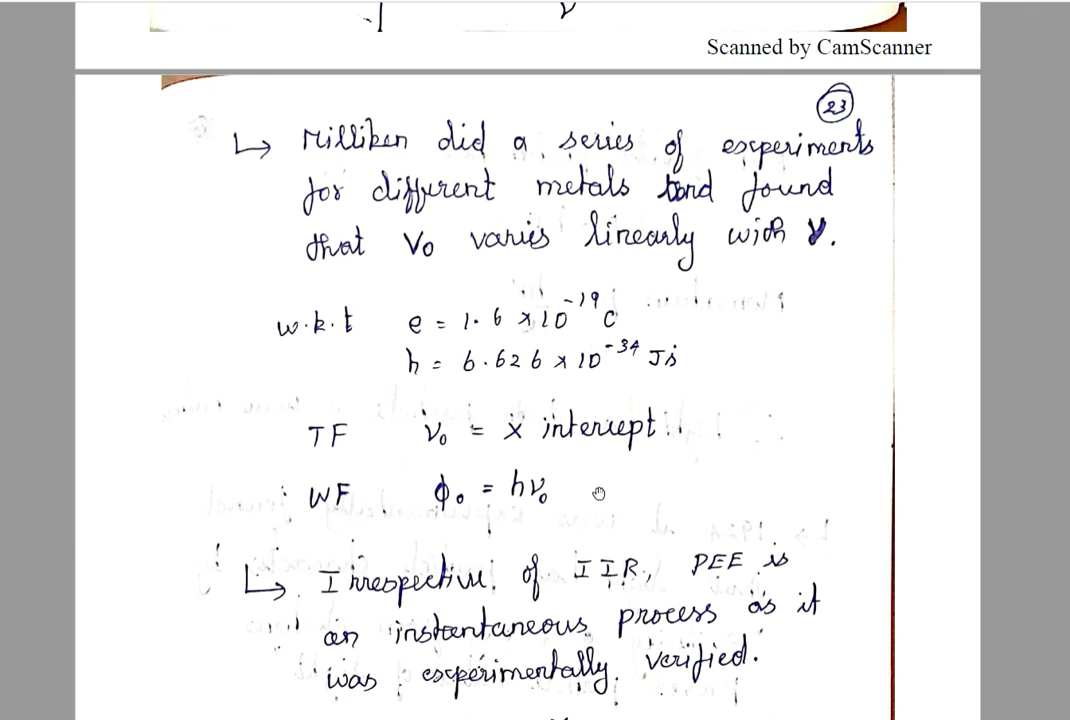 Scanned by CamScanner
23
↳ Milliken did a series of experiments
for different metals and found
that V₀ varies linearly with ν.
w.k.t e = 1.6 × 10⁻¹⁹ C
h = 6.626 × 10⁻³⁴ Js
TF ν₀ = x intercept
WF ϕ₀ = hν₀
↳ Irrespective of IIR, PEE is
an instantaneous process as it
was experimentally verified.